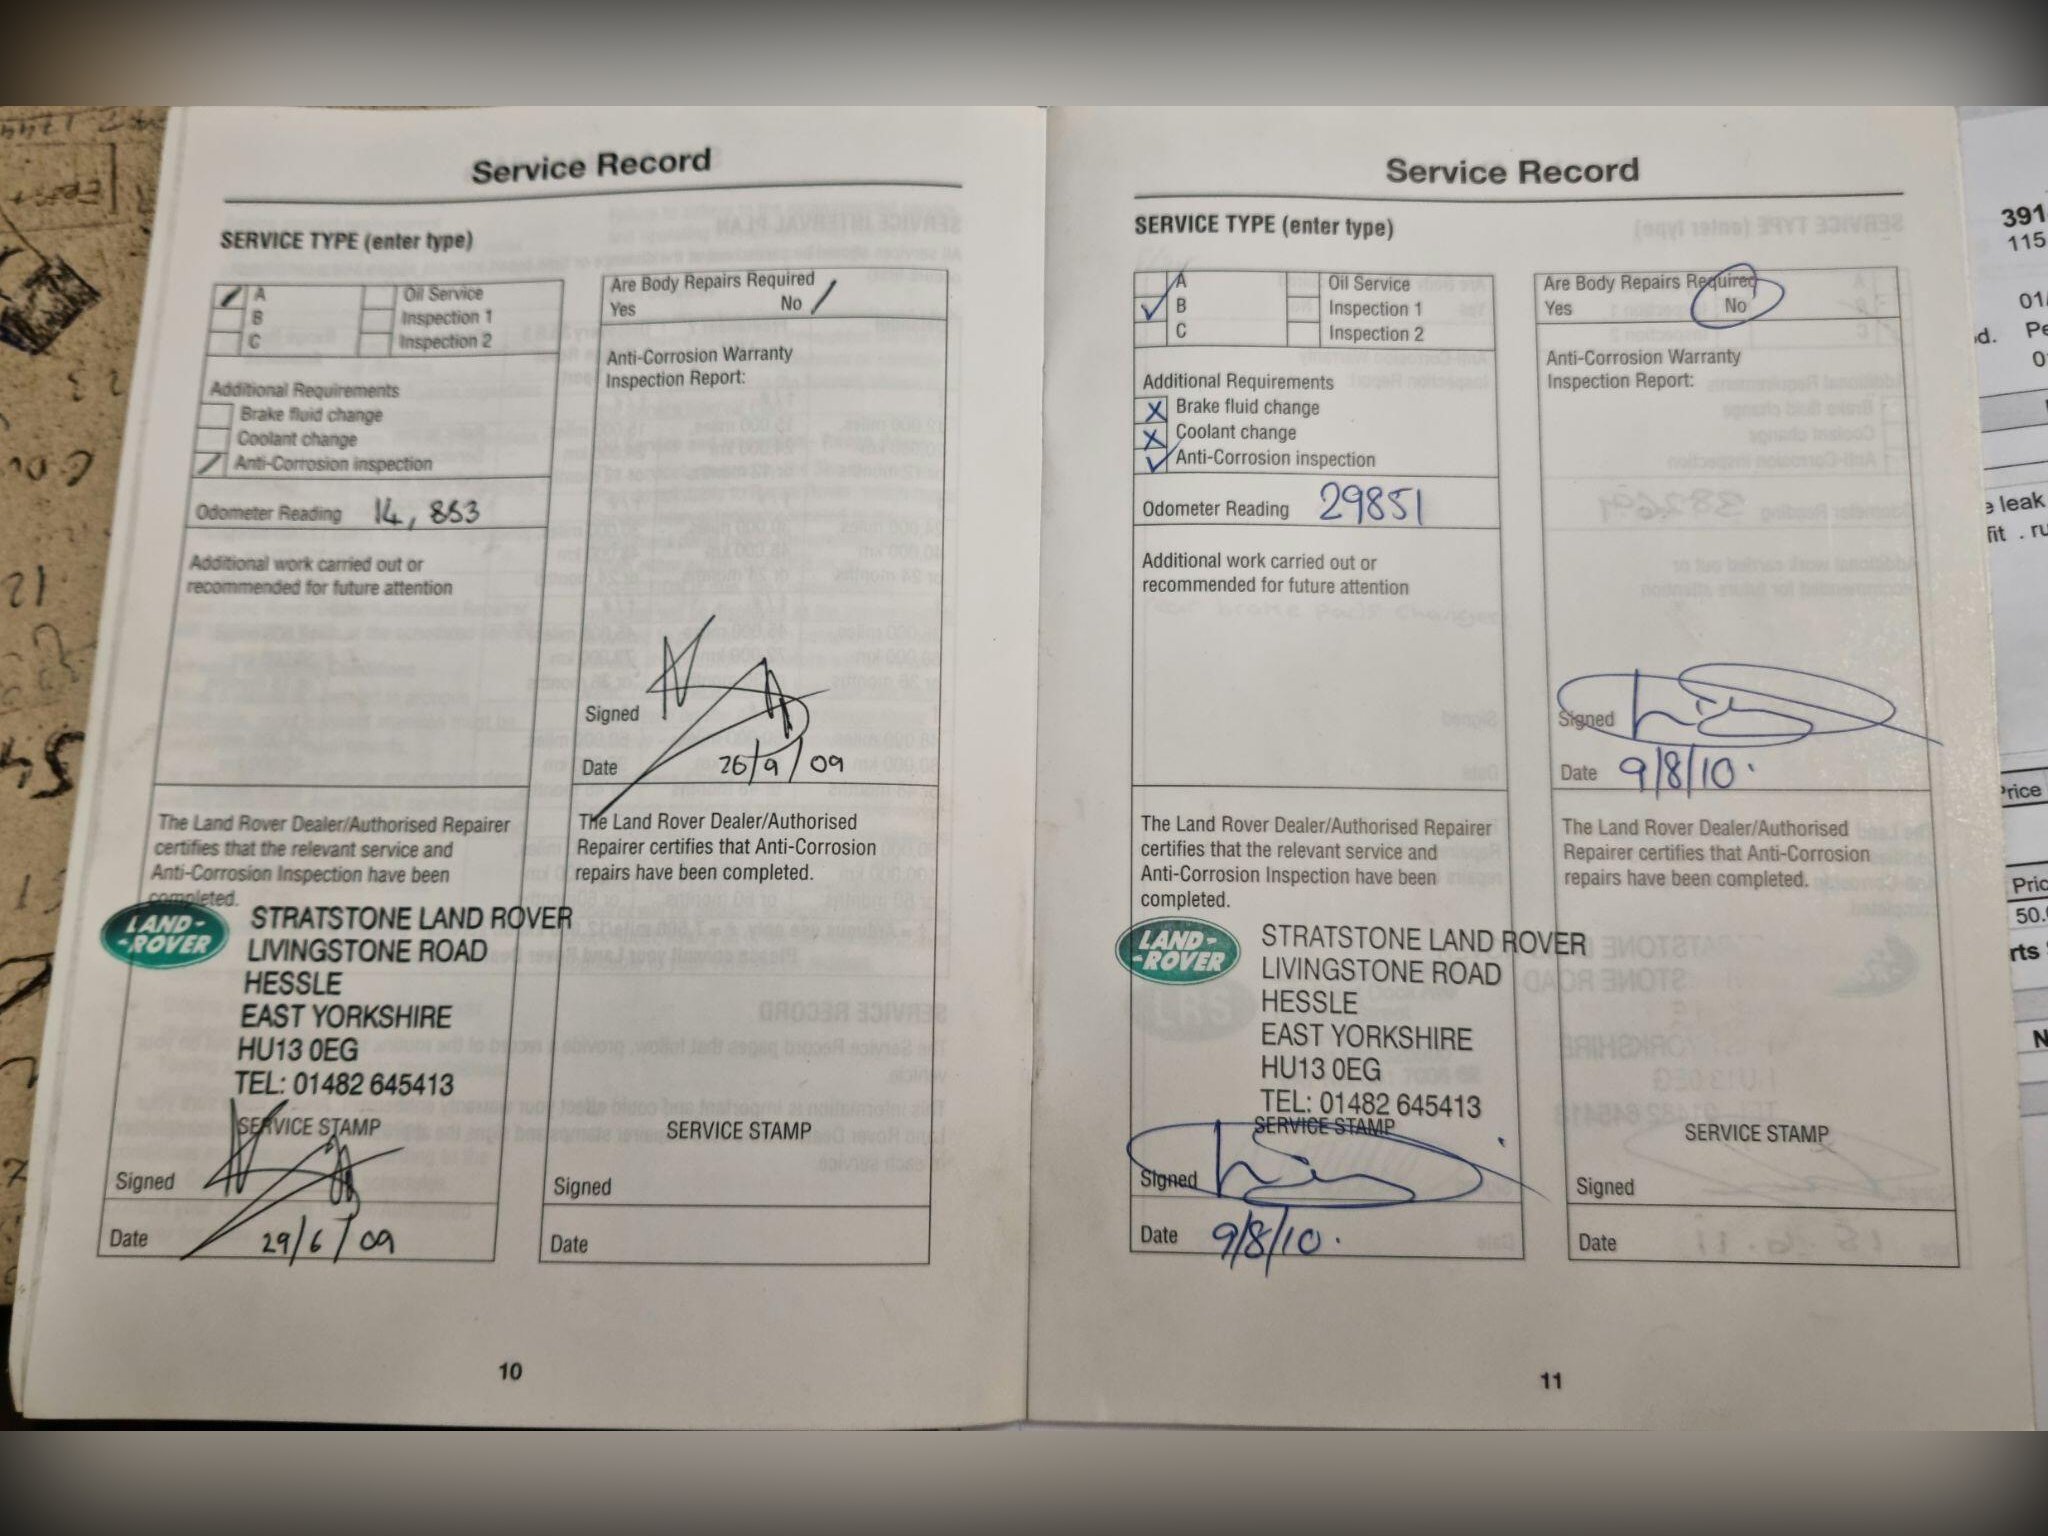 Service Record
SERVICE TYPE (enter type)
A
B
C
Oil Service
Inspection 1
Inspection 2
Additional Requirements
Brake fluid change
Coolant change
Anti-Corrosion inspection
Odometer Reading 14,853
Additional work carried out or
recommended for future attention
The Land Rover Dealer/Authorised Repairer
certifies that the relevant service and
Anti-Corrosion Inspection have been
completed.
LAND-
-ROVER
STRATSTONE LAND ROVER
LIVINGSTONE ROAD
HESSLE
EAST YORKSHIRE
HU13 0EG
TEL: 01482 645413
SERVICE STAMP
Signed
Date 29/6/09
Are Body Repairs Required
Yes No
Anti-Corrosion Warranty
Inspection Report:
Signed
Date 26/9/09
The Land Rover Dealer/Authorised
Repairer certifies that Anti-Corrosion
repairs have been completed.
SERVICE STAMP
Signed
Date
10
Service Record
SERVICE TYPE (enter type)
A
B
C
Oil Service
Inspection 1
Inspection 2
Additional Requirements
X Brake fluid change
X Coolant change
Anti-Corrosion inspection
Odometer Reading 29851
Additional work carried out or
recommended for future attention
The Land Rover Dealer/Authorised Repairer
certifies that the relevant service and
Anti-Corrosion Inspection have been
completed.
LAND-
-ROVER
STRATSTONE LAND ROVER
LIVINGSTONE ROAD
HESSLE
EAST YORKSHIRE
HU13 0EG
TEL: 01482 645413
SERVICE STAMP
Signed
Date 9/8/10.
Are Body Repairs Required
Yes No
Anti-Corrosion Warranty
Inspection Report:
Signed
Date 9/8/10.
The Land Rover Dealer/Authorised
Repairer certifies that Anti-Corrosion
repairs have been completed.
SERVICE STAMP
Signed
Date
11
391
115
01/
leak
fit . ru
Price
50.